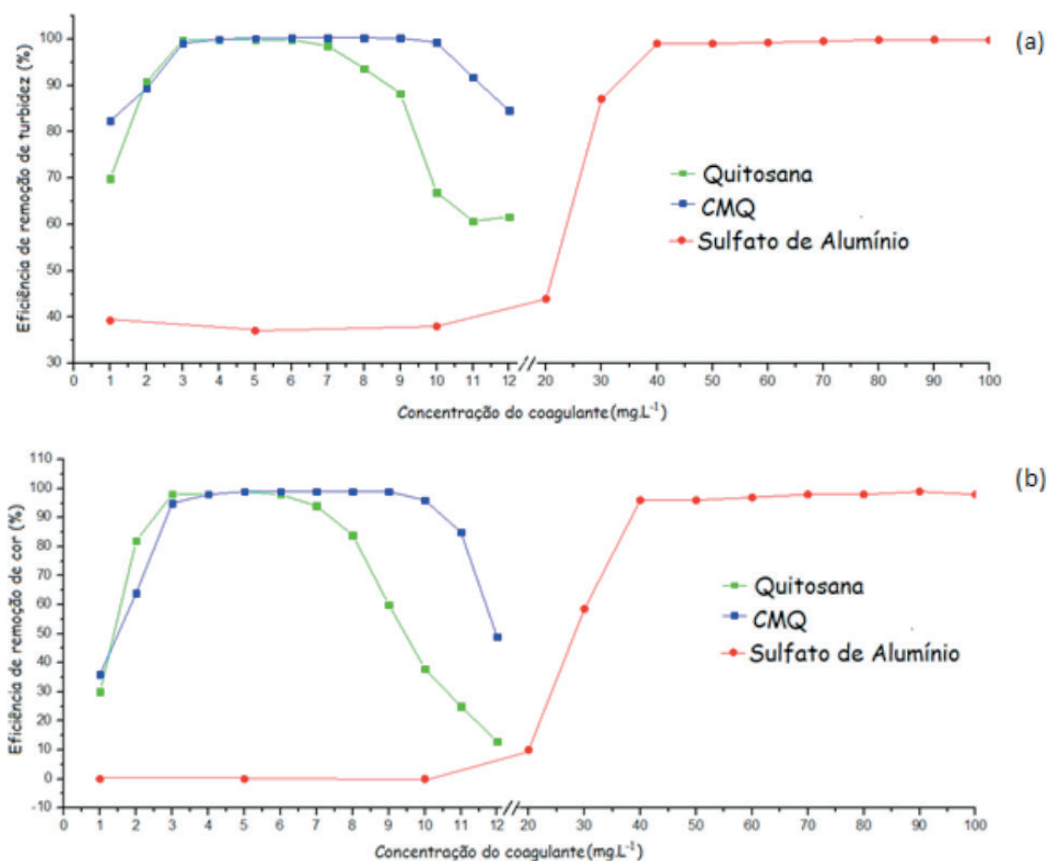 Eficiência de remoção de turbidez (%)
100
90
80
70
60
50
40
30
(a)
Quitosana
CMQ
Sulfato de Alumínio
0 1 2 3 4 5 6 7 8 9 10 11 12 // 20 30 40 50 60 70 80 90 100
Concentração do coagulante (mg.L⁻¹)
Eficiência de remoção de cor (%)
110
100
90
80
70
60
50
40
30
20
10
0
-10
(b)
Quitosana
CMQ
Sulfato de Alumínio
0 1 2 3 4 5 6 7 8 9 10 11 12 // 20 30 40 50 60 70 80 90 100
Concentração do coagulante (mg.L⁻¹)